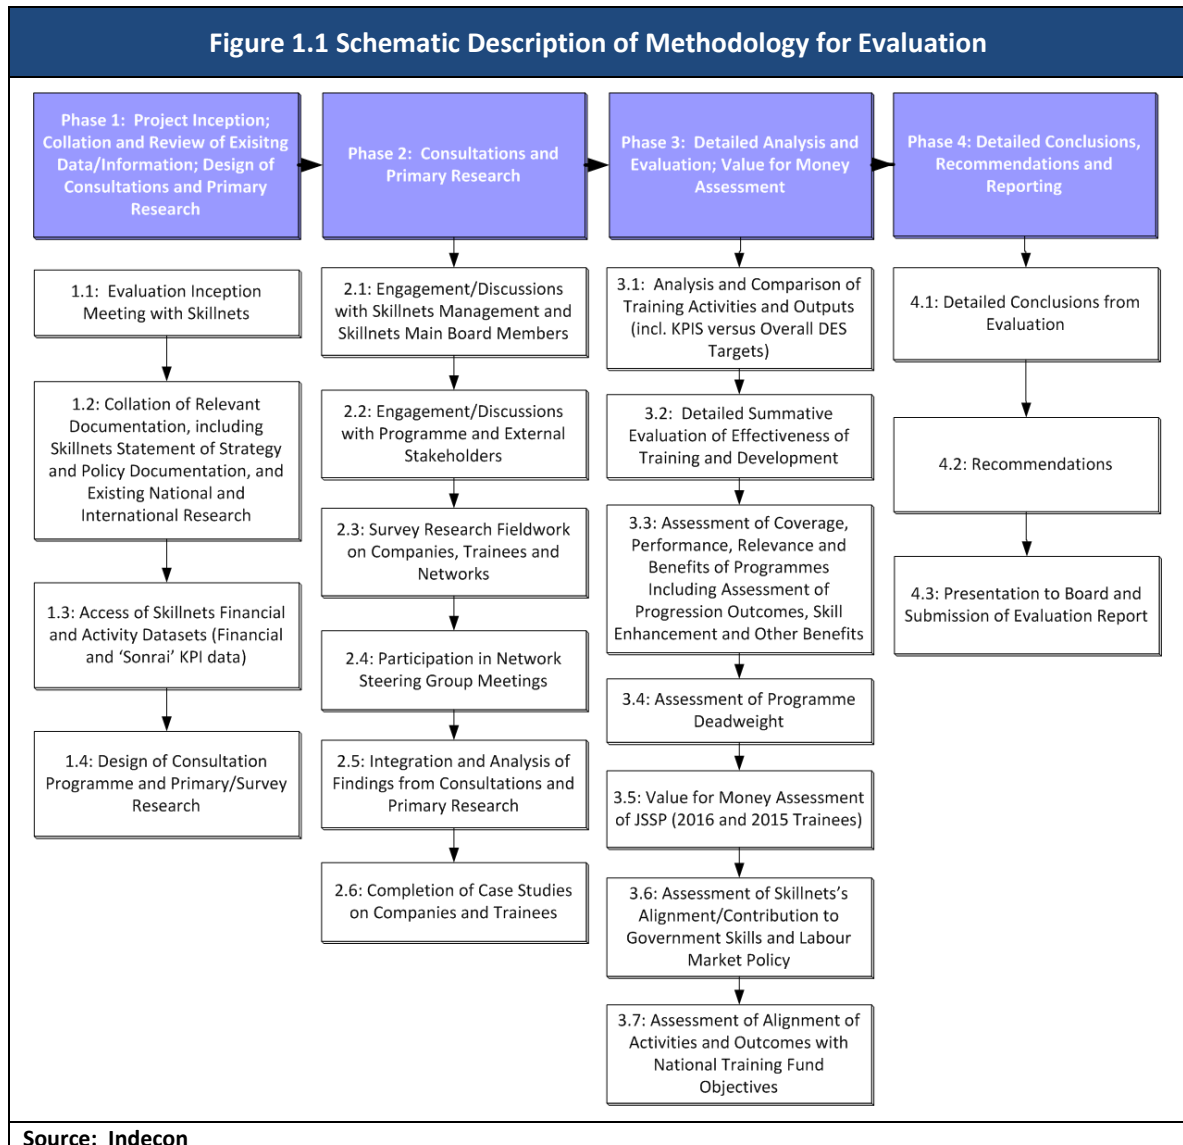 Figure 1.1 Schematic Description of Methodology for Evaluation
Phase 1:  Project Inception;
Collation and Review of Exisitng
Data/Information; Design of
Consultations and Primary
Research
Phase 2:  Consultations and
Primary Research
Phase 3:  Detailed Analysis and
Evaluation; Value for Money
Assessment
Phase 4: Detailed Conclusions,
Recommendations and
Reporting
1.1:  Evaluation Inception
Meeting with Skillnets
1.2: Collation of Relevant
Documentation, including
Skillnets Statement of Strategy
and Policy Documentation, and
Existing National and
International Research
1.3: Access of Skillnets Financial
and Activity Datasets (Financial
and ‘Sonrai’ KPI data)
1.4: Design of Consultation
Programme and Primary/Survey
Research
2.1: Engagement/Discussions
with Skillnets Management and
Skillnets Main Board Members
2.2: Engagement/Discussions
with Programme and External
Stakeholders
2.3: Survey Research Fieldwork
on Companies, Trainees and
Networks
2.4: Participation in Network
Steering Group Meetings
2.5: Integration and Analysis of
Findings from Consultations and
Primary Research
2.6: Completion of Case Studies
on Companies and Trainees
3.1:  Analysis and Comparison of
Training Activities and Outputs
(incl. KPIS versus Overall DES
Targets)
3.2:  Detailed Summative
Evaluation of Effectiveness of
Training and Development
3.3: Assessment of Coverage,
Performance, Relevance and
Benefits of Programmes
Including Assessment of
Progression Outcomes, Skill
Enhancement and Other Benefits
3.4: Assessment of Programme
Deadweight
3.5: Value for Money Assessment
of JSSP (2016 and 2015 Trainees)
3.6: Assessment of Skillnets’s
Alignment/Contribution to
Government Skills and Labour
Market Policy
3.7: Assessment of Alignment of
Activities and Outcomes with
National Training Fund
Objectives
4.1: Detailed Conclusions from
Evaluation
4.2: Recommendations
4.3: Presentation to Board and
Submission of Evaluation Report
Source:  Indecon